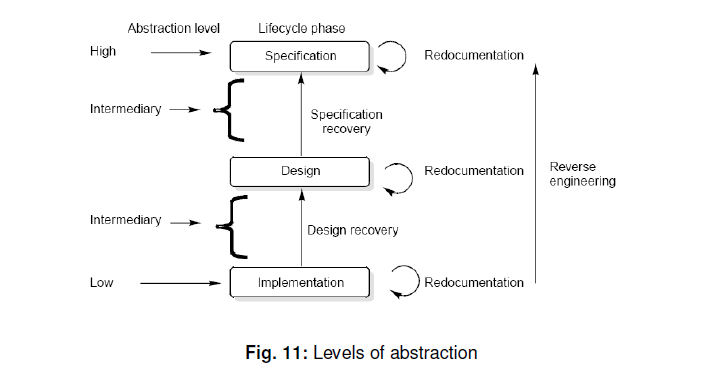 Abstraction level Lifecycle phase
High Specification Redocumentation
Intermediary
Specification
recovery
Design Redocumentation
Reverse
engineering
Intermediary
Design recovery
Low Implementation Redocumentation
Fig. 11: Levels of abstraction